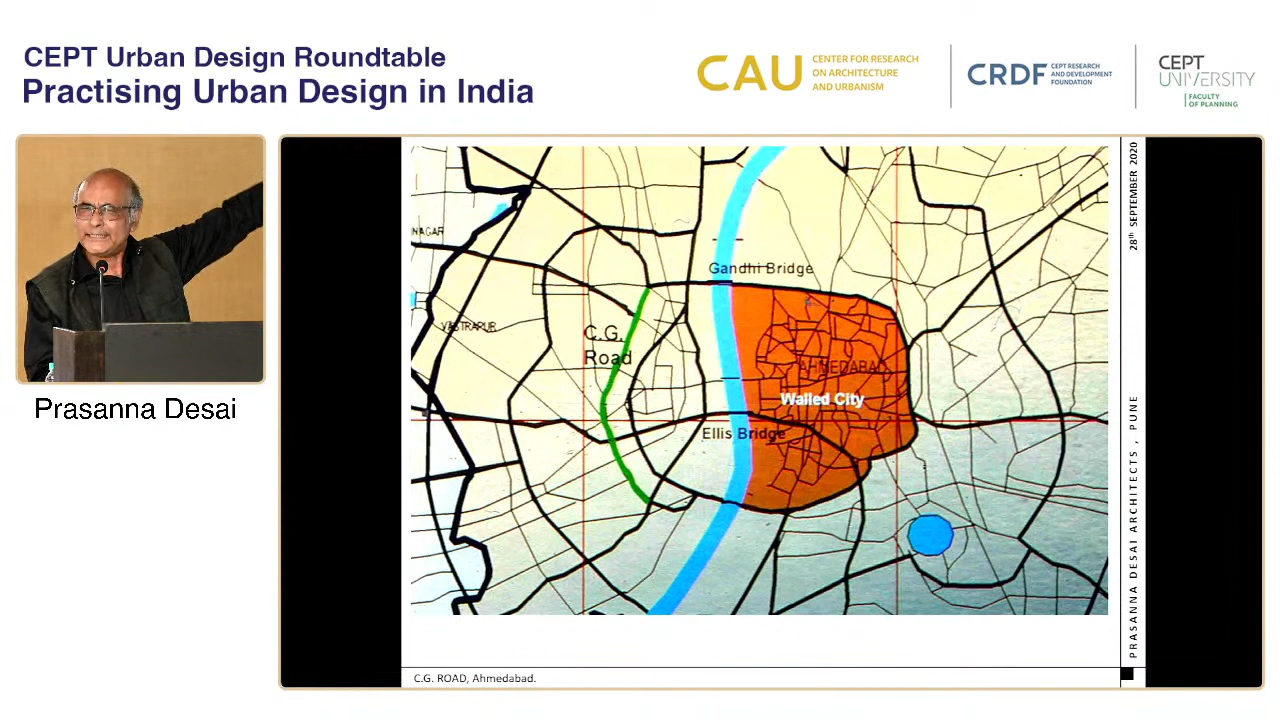 CEPT Urban Design Roundtable
Practising Urban Design in India
CAU
CENTER FOR RESEARCH
ON ARCHITECTURE
AND URBANISM
CRDF
CEPT RESEARCH
AND DEVELOPMENT
FOUNDATION
CEPT
UNIVERSITY
FACULTY
OF PLANNING
Prasanna Desai
NAGAR
VASTRAPUR
C.G.
Road
Gandhi Bridge
AHMEDABAD
Walled City
Ellis Bridge
28th SEPTEMBER 2020
PRASANNA DESAI ARCHITECTS, PUNE
C.G. ROAD, Ahmedabad.